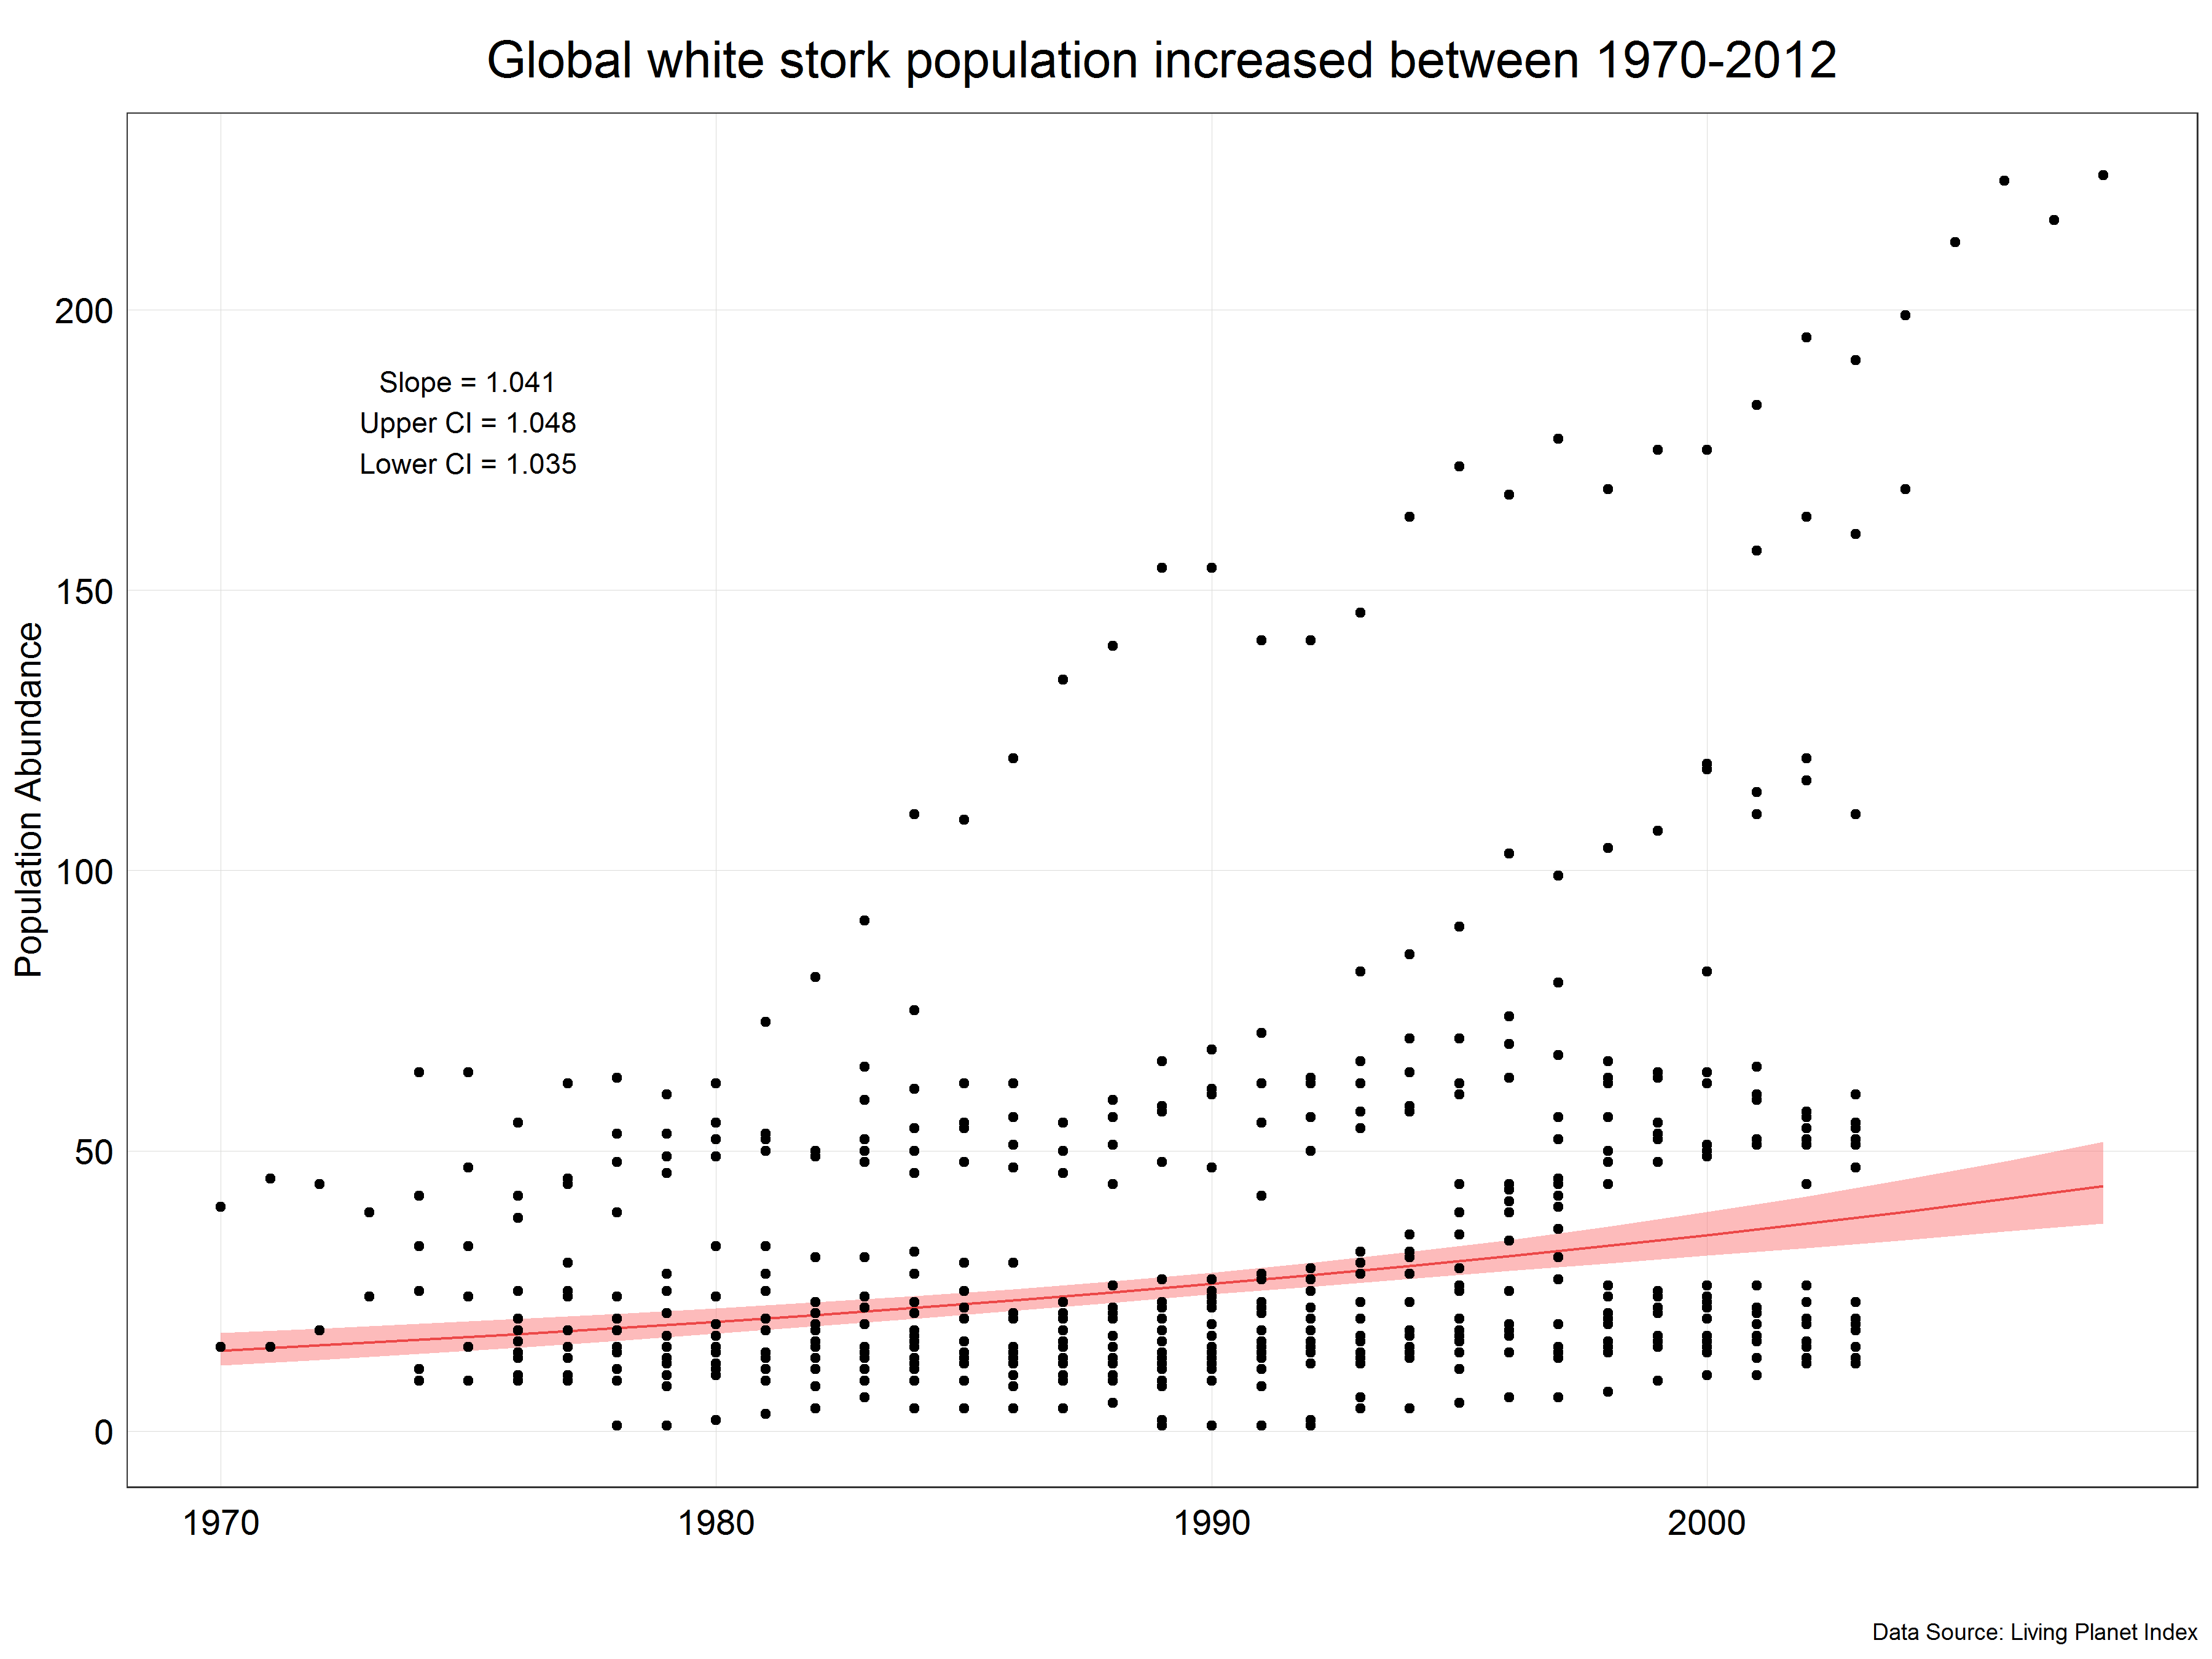 Global white stork population increased between 1970-2012
Slope = 1.041
Upper CI = 1.048
Lower CI = 1.035
Population Abundance
200
150
100
50
0
1970 1980 1990 2000
Data Source: Living Planet Index